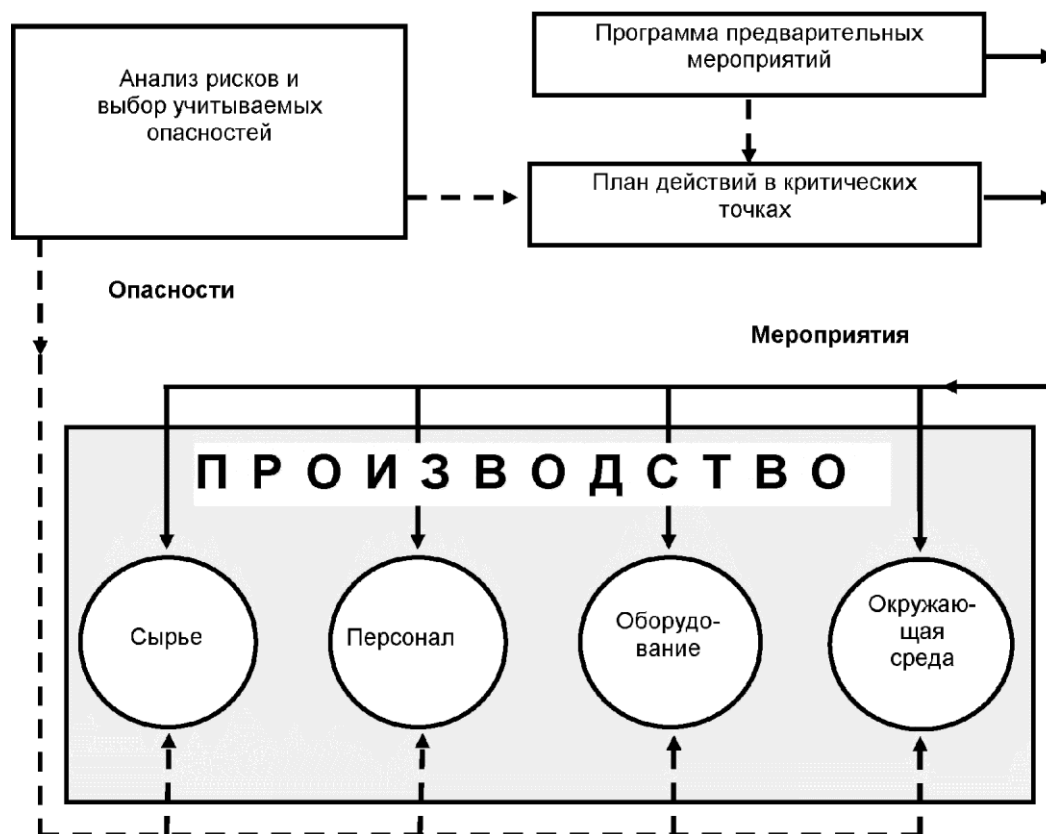 Программа предварительных
мероприятий
Анализ рисков и
выбор учитываемых
опасностей
План действий в критических
точках
Опасности
Мероприятия
ПРОИЗВОДСТВО
Сырье
Персонал
Оборудо-
вание
Окружаю-
щая
среда